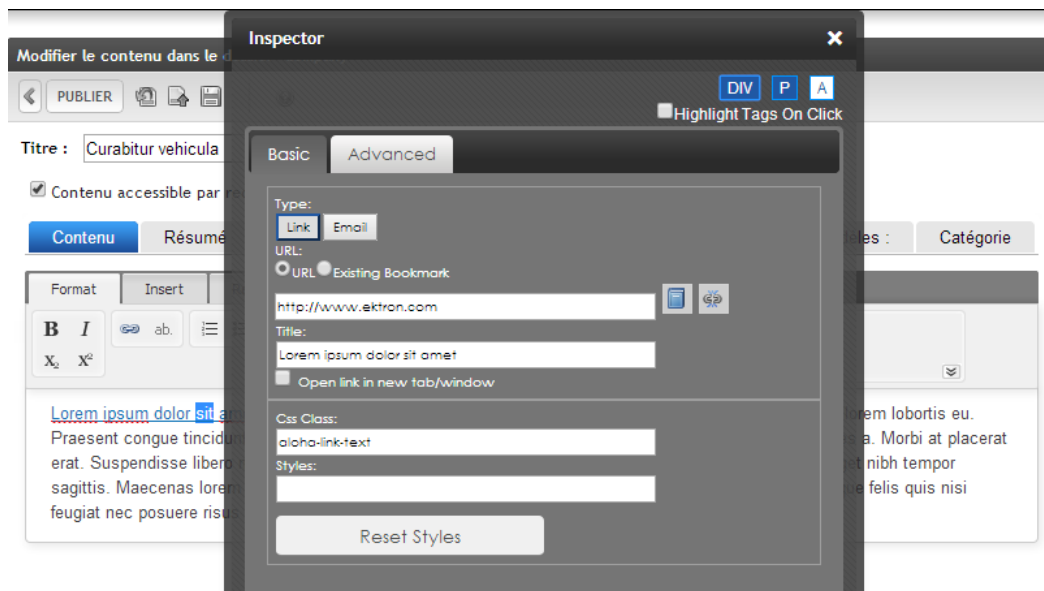 Inspector
Modifier le contenu dans le
PUBLIER
DIV P A
Highlight Tags On Click
Titre : Curabitur vehicula
Basic Advanced
Contenu accessible par
Type:
Link Email
Contenu Résumé Catégorie
URL:
URL Existing Bookmark
Format Insert
http://www.ektron.com
B I ab.
Title:
Lorem ipsum dolor sit amet
X₂ X²
Open link in new tab/window
Lorem ipsum dolor sit lobortis eu.
Css Class:
Praesent congue a. Morbi at placerat
aloha-link-text
erat. Suspendisse libero nibh tempor
Styles:
sagittis. Maecenas felis quis nisi
feugiat nec posuere
Reset Styles